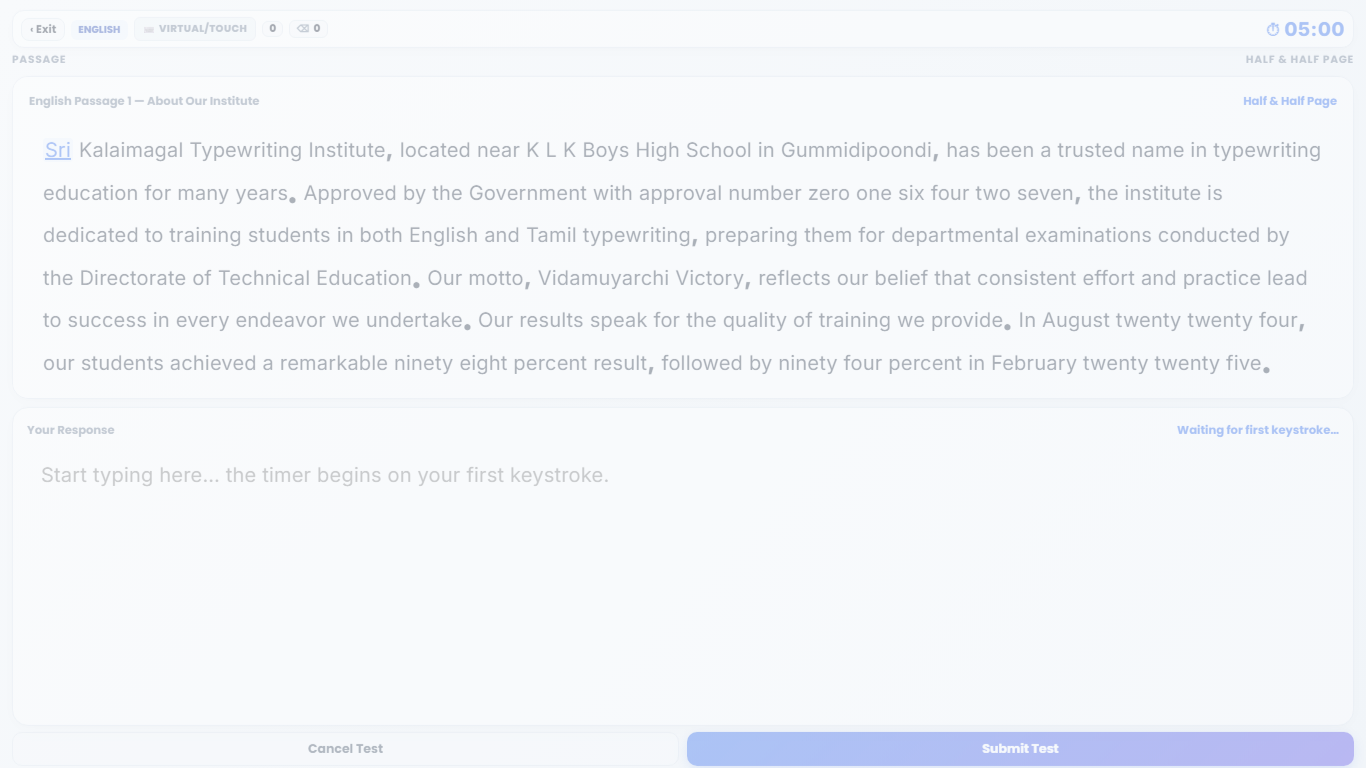 ‹ Exit ENGLISH VIRTUAL/TOUCH 0 ⌫ 0 ⏱ 05:00
PASSAGE HALF & HALF PAGE
English Passage 1 — About Our Institute Half & Half Page
Sri Kalaimagal Typewriting Institute, located near K L K Boys High School in Gummidipoondi, has been a trusted name in typewriting
education for many years. Approved by the Government with approval number zero one six four two seven, the institute is
dedicated to training students in both English and Tamil typewriting, preparing them for departmental examinations conducted by
the Directorate of Technical Education. Our motto, Vidamuyarchi Victory, reflects our belief that consistent effort and practice lead
to success in every endeavor we undertake. Our results speak for the quality of training we provide. In August twenty twenty four,
our students achieved a remarkable ninety eight percent result, followed by ninety four percent in February twenty twenty five.
Your Response Waiting for first keystroke...
Start typing here... the timer begins on your first keystroke.
Cancel Test Submit Test